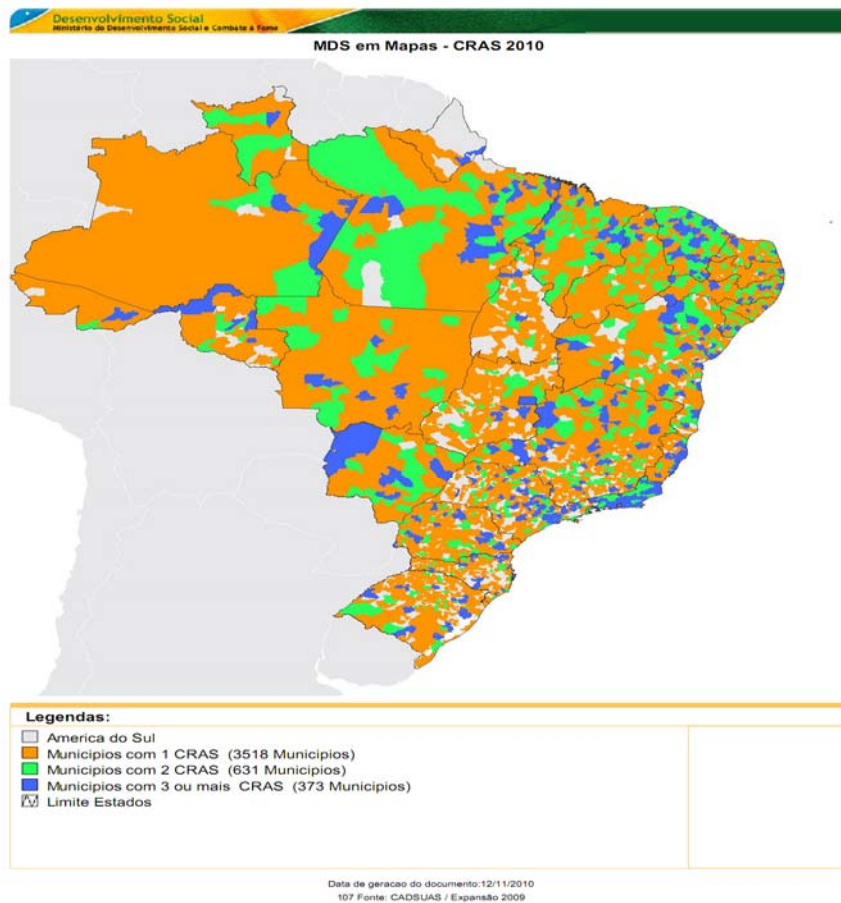 Desenvolvimento Social
Ministério do Desenvolvimento Social e Combate à Fome
MDS em Mapas - CRAS 2010
Legendas:
America do Sul
Municipios com 1 CRAS (3518 Municipios)
Municipios com 2 CRAS (631 Municipios)
Municipios com 3 ou mais CRAS (373 Municipios)
Limite Estados
Data de geracao do documento:12/11/2010
107 Fonte: CADSUAS / Expansão 2009